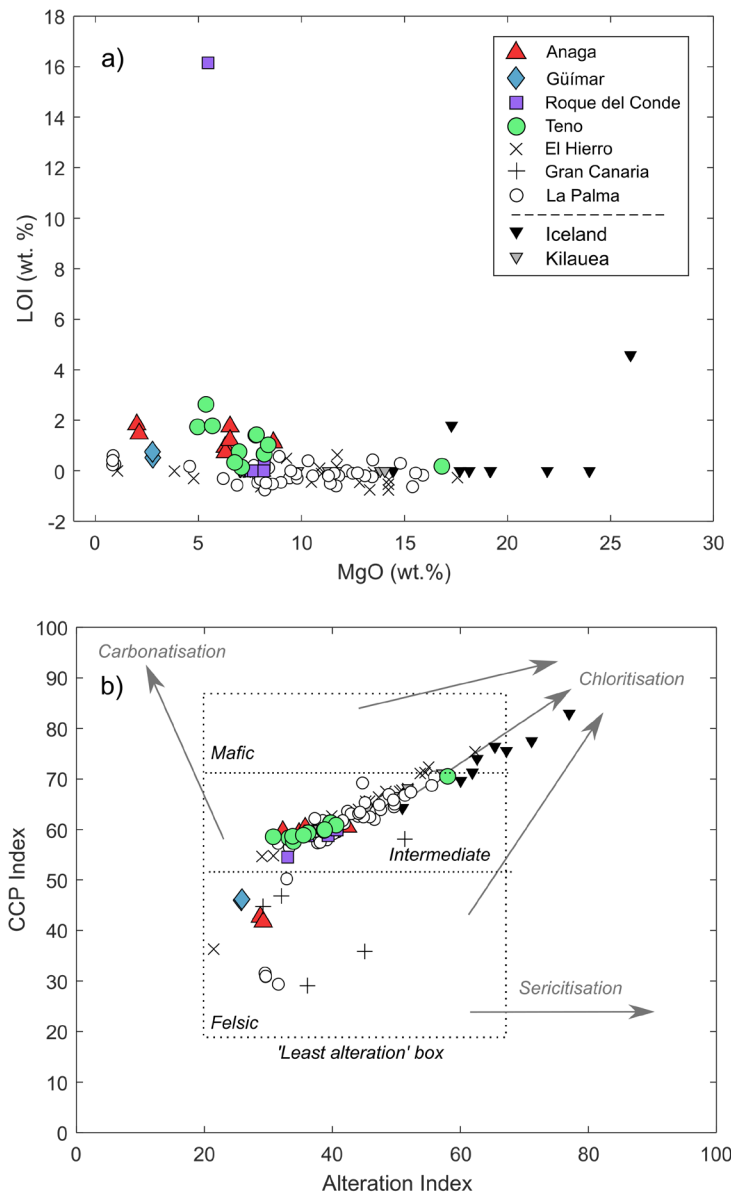 a)
18
16
14
12
10
8
6
4
2
0
-2
LOI (wt. %)
Anaga
Güímar
Roque del Conde
Teno
El Hierro
Gran Canaria
La Palma
Iceland
Kilauea
0 5 10 15 20 25 30
MgO (wt.%)
b)
100
90
80
70
60
50
40
30
20
10
0
CCP Index
Carbonatisation
Chloritisation
Mafic
Intermediate
Sericitisation
Felsic
'Least alteration' box
0 20 40 60 80 100
Alteration Index